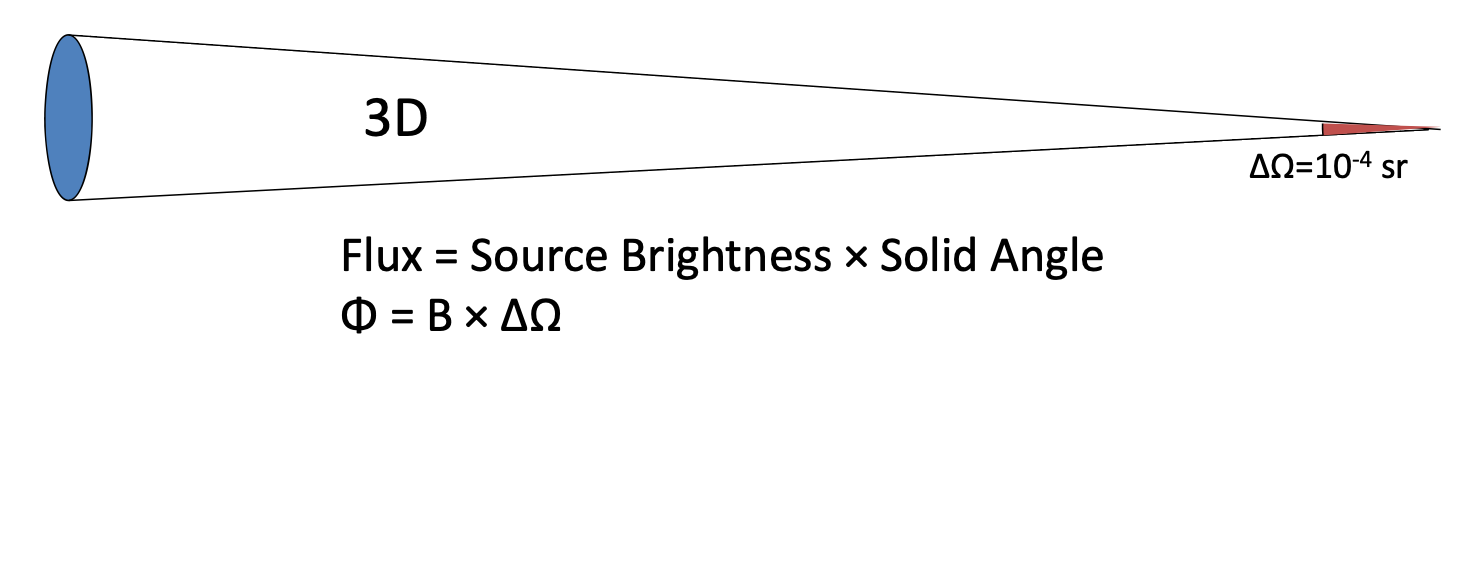 3D
ΔΩ=10⁻⁴ sr
Flux = Source Brightness × Solid Angle
Φ = B × ΔΩ